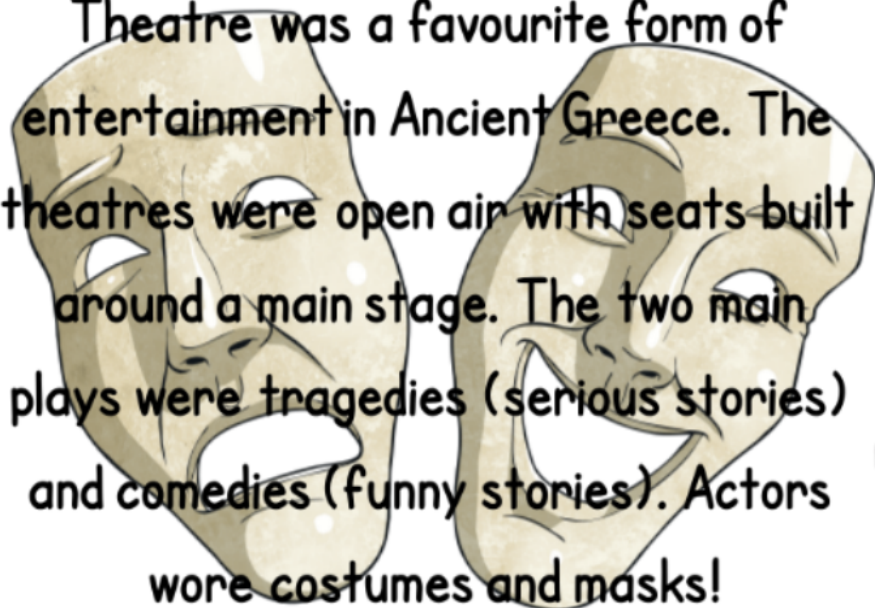 Theatre was a favourite form of
entertainment in Ancient Greece. The
theatres were open air with seats built
around a main stage. The two main
plays were tragedies (serious stories)
and comedies (funny stories). Actors
wore costumes and masks!